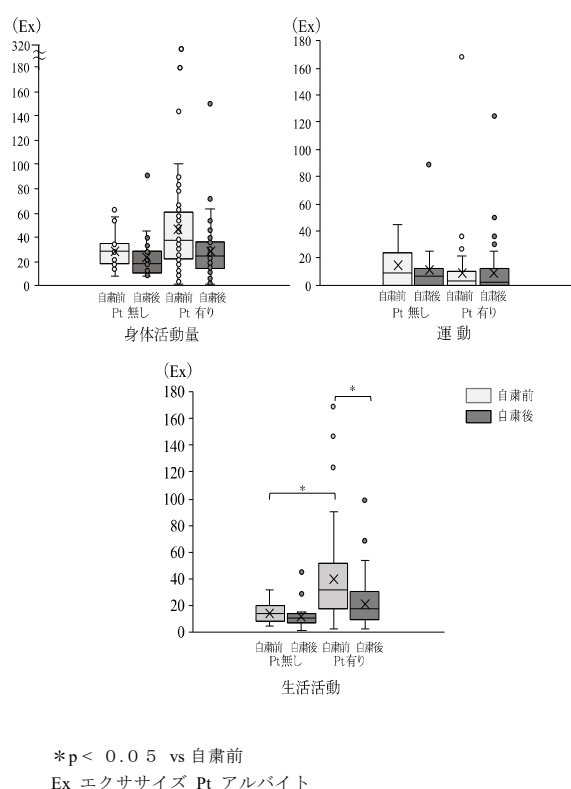 (Ex)
320
180
160
140
120
100
80
60
40
20
0
自粛前 自粛後 自粛前 自粛後
Pt 無し Pt 有り
身体活動量
(Ex)
180
160
140
120
100
80
60
40
20
0
自粛前 自粛後 自粛前 自粛後
Pt 無し Pt 有り
運動
(Ex)
180
160
140
120
100
80
60
40
20
0
*
*
自粛前 自粛後 自粛前 自粛後
Pt無し Pt有り
生活活動
自粛前
自粛後
＊p< ０.０５ vs 自粛前
Ex エクササイズ Pt アルバイト